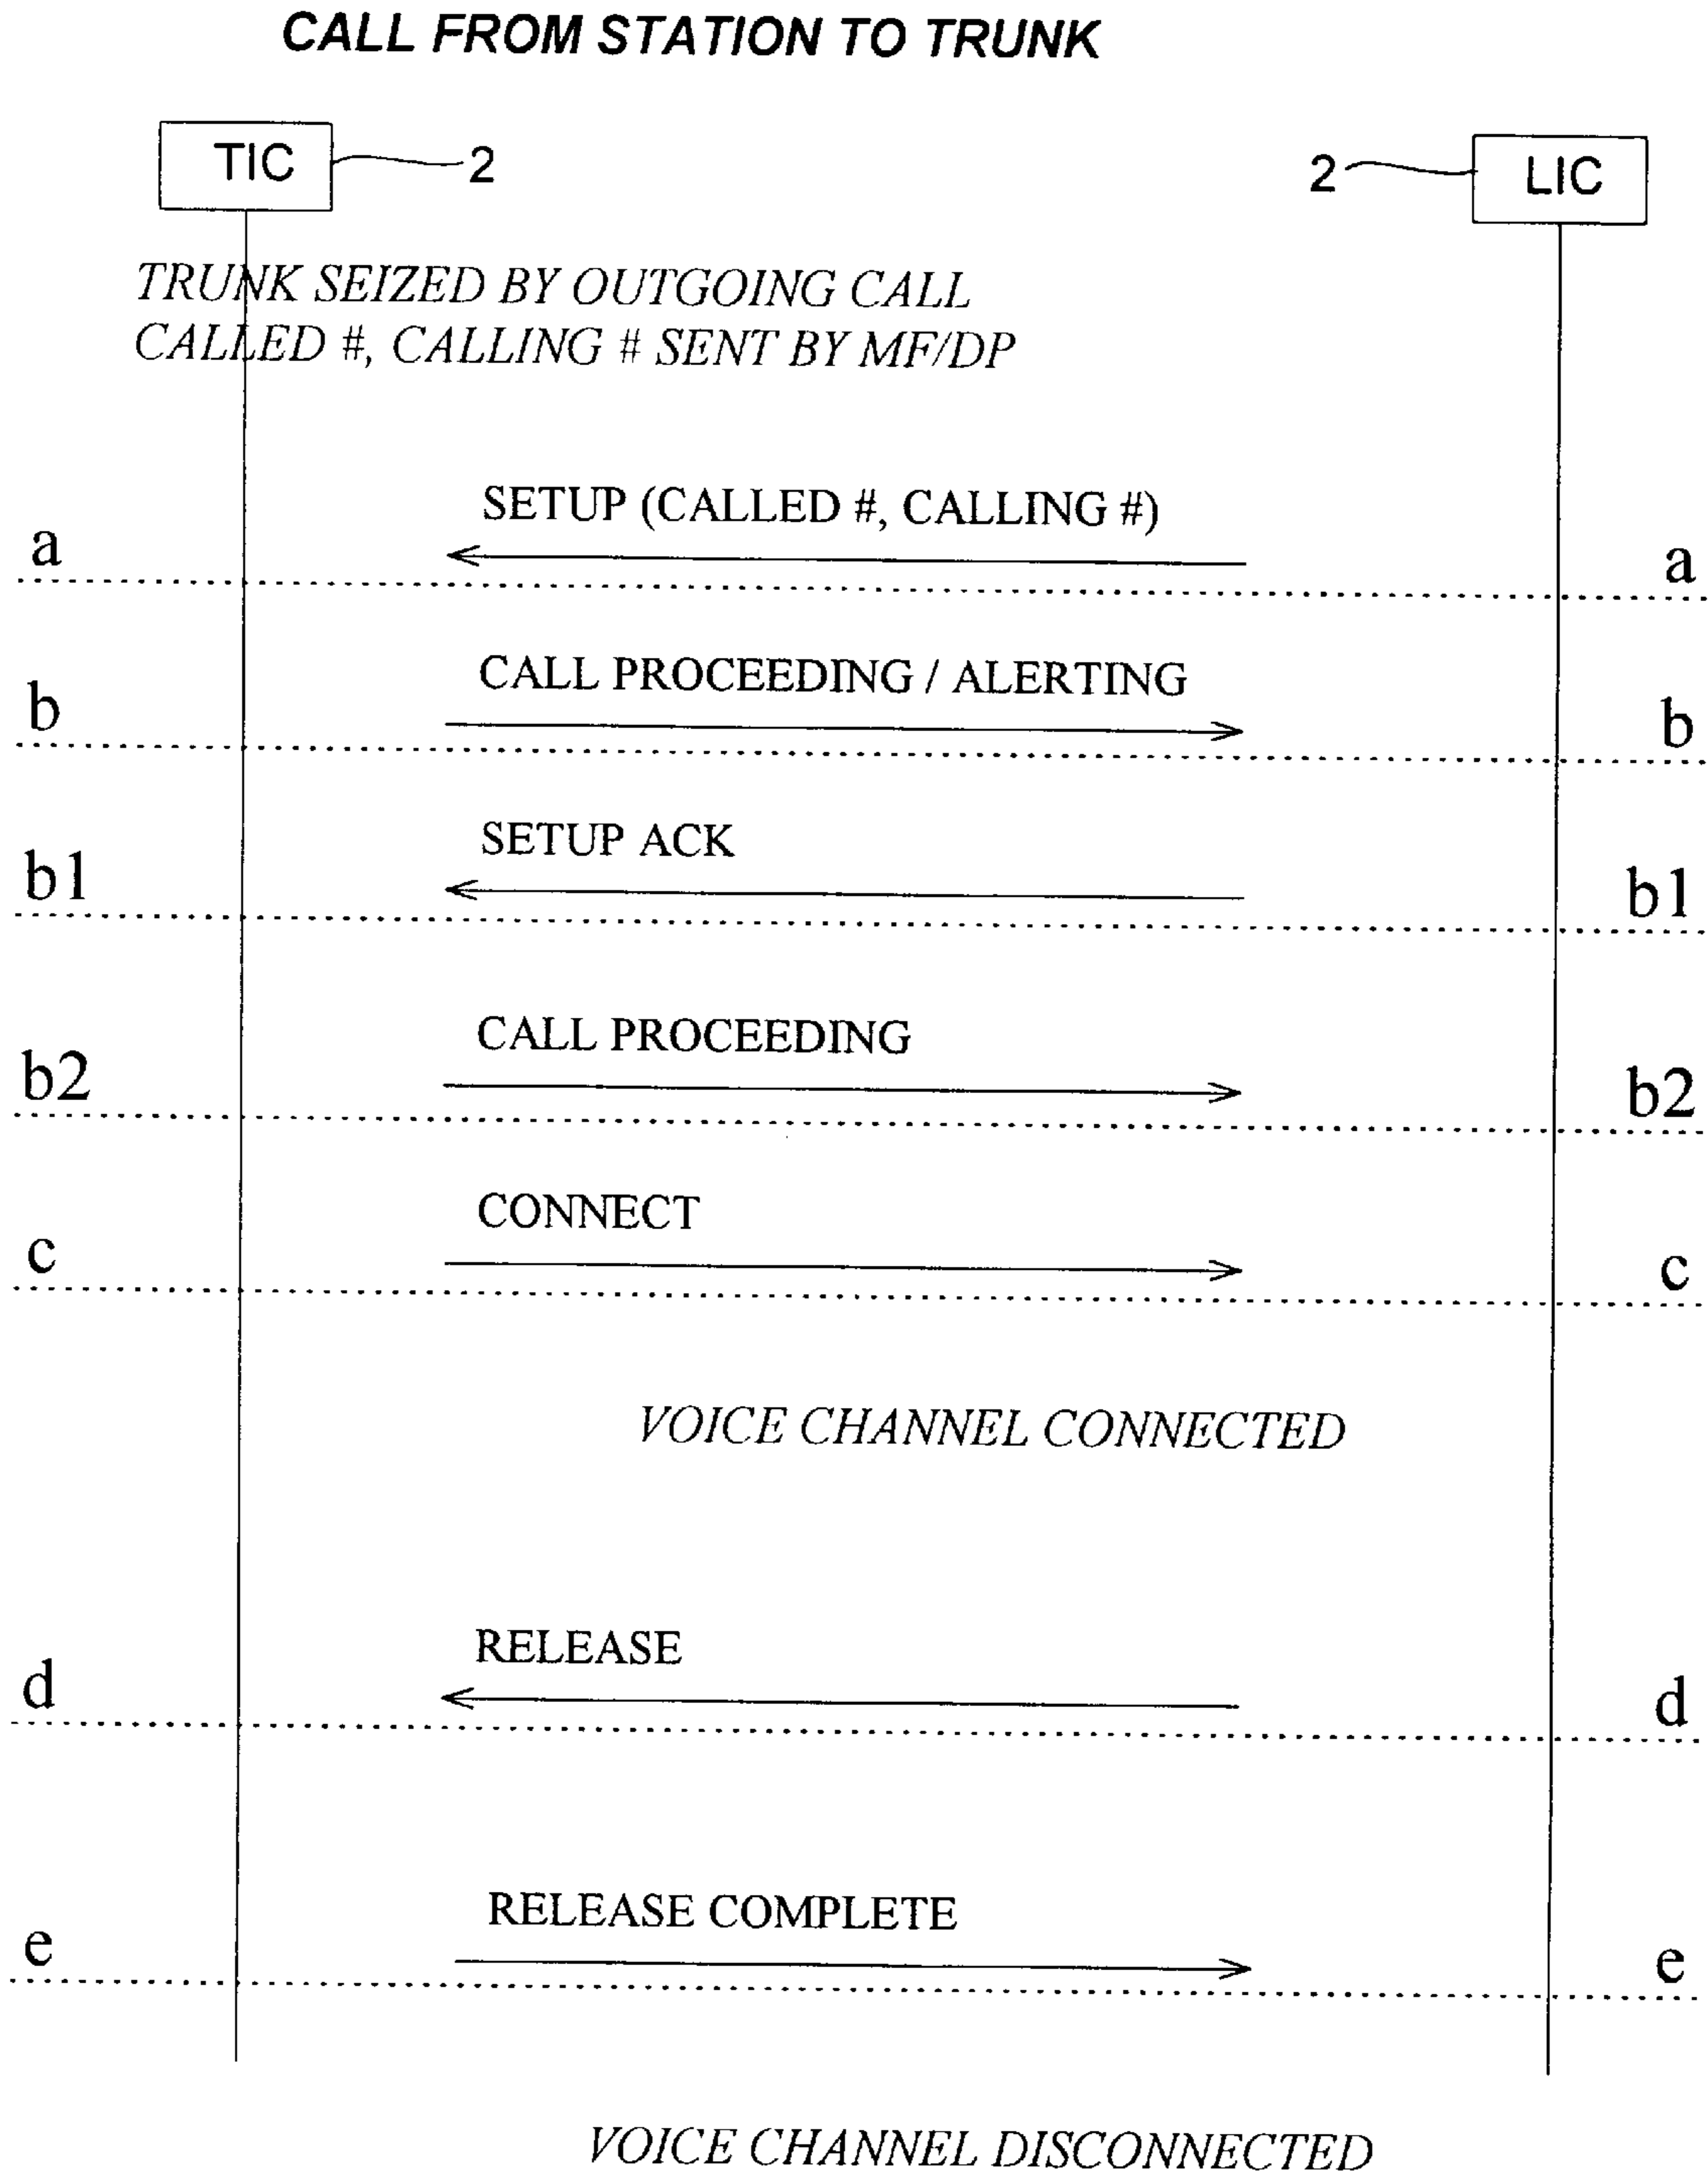 CALL FROM STATION TO TRUNK
TIC 2 2 LIC
TRUNK SEIZED BY OUTGOING CALL
CALLED #, CALLING # SENT BY MF/DP
SETUP (CALLED #, CALLING #)
a a
CALL PROCEEDING / ALERTING
b b
SETUP ACK
b1 b1
CALL PROCEEDING
b2 b2
CONNECT
c c
VOICE CHANNEL CONNECTED
RELEASE
d d
RELEASE COMPLETE
e e
VOICE CHANNEL DISCONNECTED